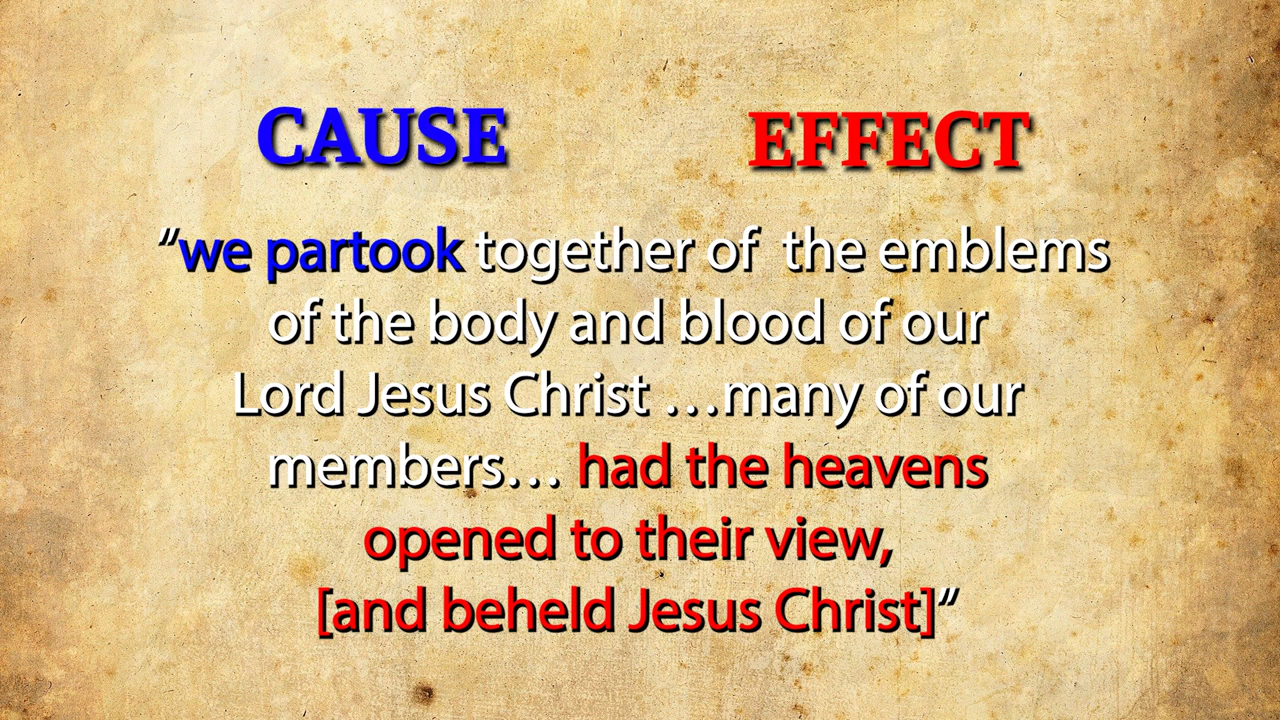 CAUSE EFFECT
"we partook together of the emblems
of the body and blood of our
Lord Jesus Christ …many of our
members… had the heavens
opened to their view,
[and beheld Jesus Christ]"